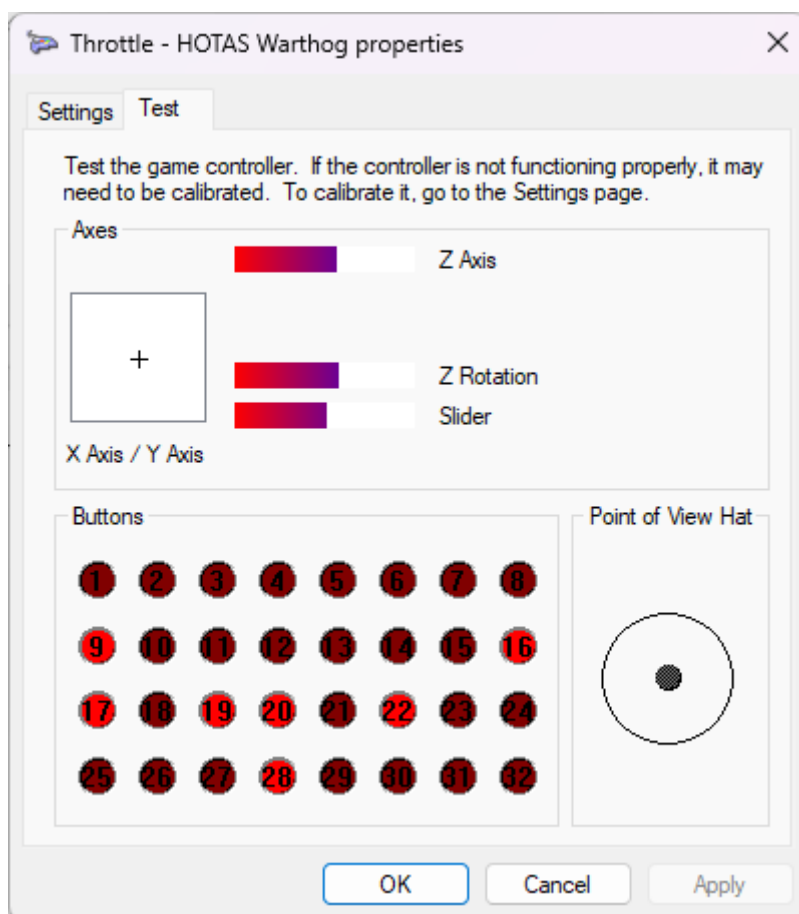 Throttle - HOTAS Warthog properties
Settings Test
Test the game controller. If the controller is not functioning properly, it may
need to be calibrated. To calibrate it, go to the Settings page.
Axes
Z Axis
Z Rotation
Slider
X Axis / Y Axis
Buttons
1 2 3 4 5 6 7 8
9 10 11 12 13 14 15 16
17 18 19 20 21 22 23 24
25 26 27 28 29 30 31 32
Point of View Hat
OK Cancel Apply